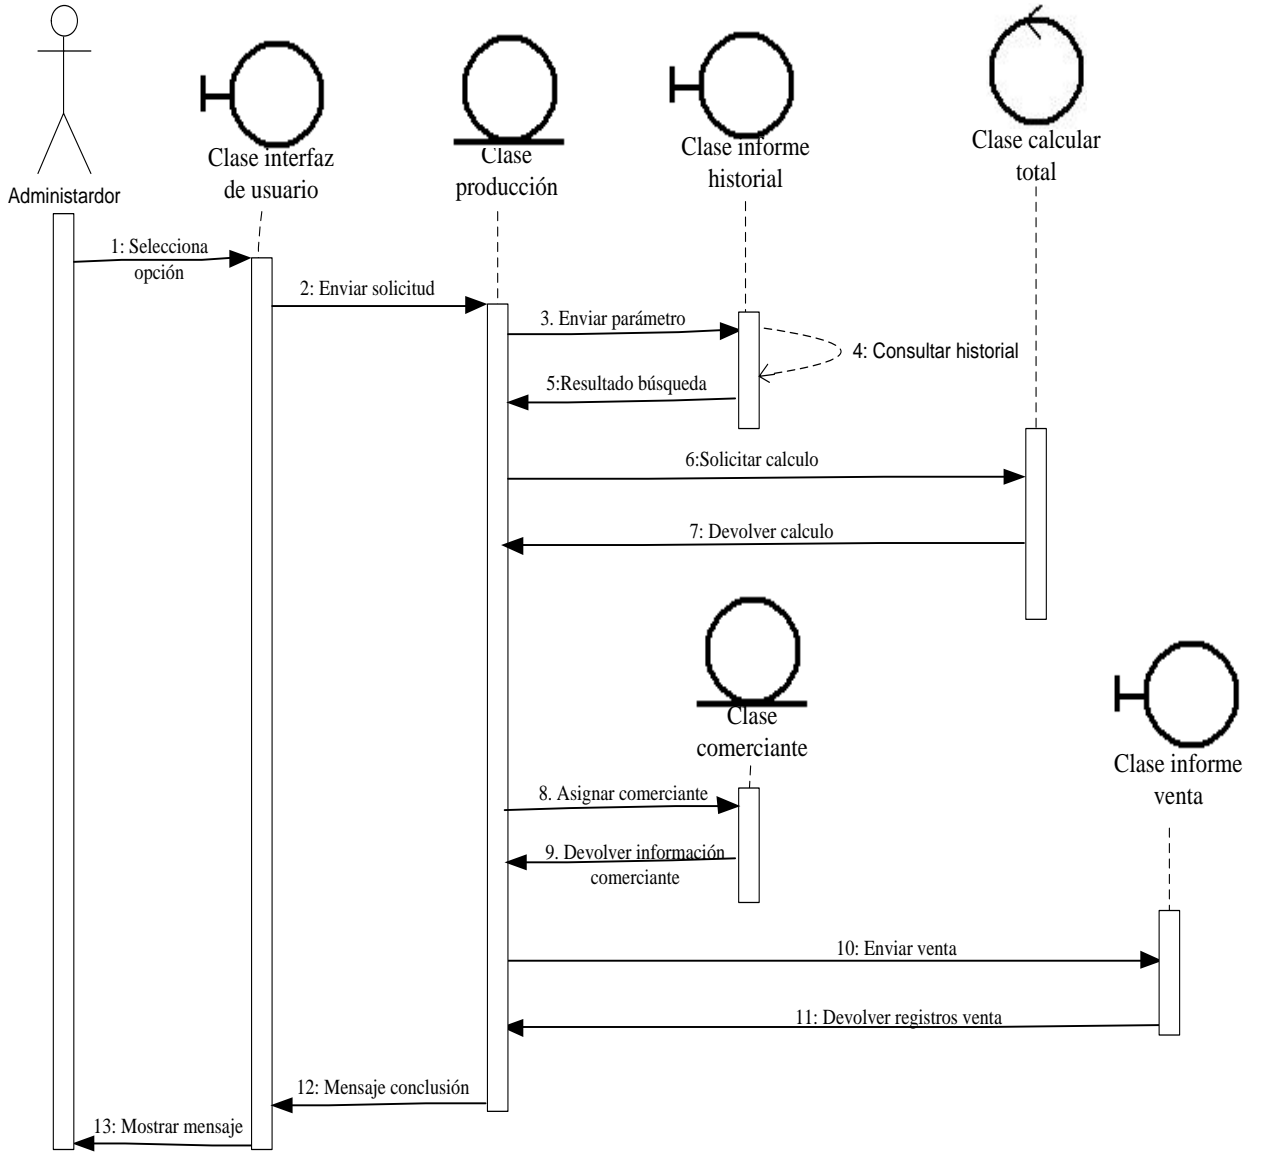 Administardor
Clase interfaz
de usuario
Clase
producción
Clase informe
historial
Clase calcular
total
1: Selecciona
opción
2: Enviar solicitud
3. Enviar parámetro
4: Consultar historial
5:Resultado búsqueda
6:Solicitar calculo
7: Devolver calculo
Clase
comerciante
Clase informe
venta
8. Asignar comerciante
9. Devolver información
comerciante
10: Enviar venta
11: Devolver registros venta
12: Mensaje conclusión
13: Mostrar mensaje